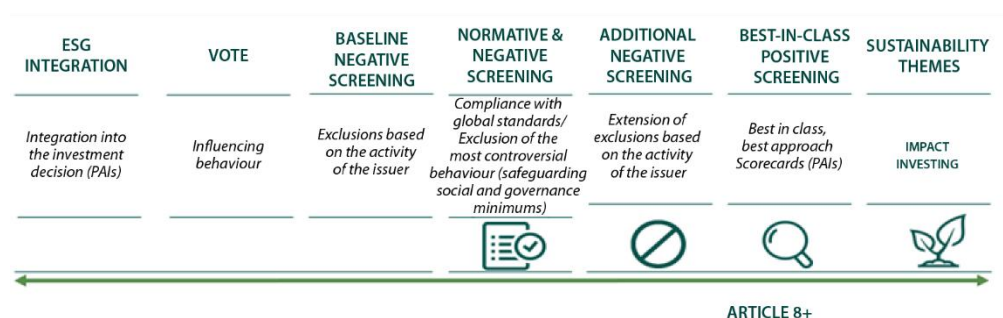 ESG
INTEGRATION
VOTE
BASELINE
NEGATIVE
SCREENING
NORMATIVE &
NEGATIVE
SCREENING
ADDITIONAL
NEGATIVE
SCREENING
BEST-IN-CLASS
POSITIVE
SCREENING
SUSTAINABILITY
THEMES
Integration into
the investment
decision (PAIs)
Influencing
behaviour
Exclusions based
on the activity
of the issuer
Compliance with
global standards/
Exclusion of the
most controversial
behaviour (safeguarding
social and governance
minimums)
Extension of
exclusions based
on the activity
of the issuer
Best in class,
best approach
Scorecards (PAIs)
IMPACT
INVESTING
ARTICLE 8+